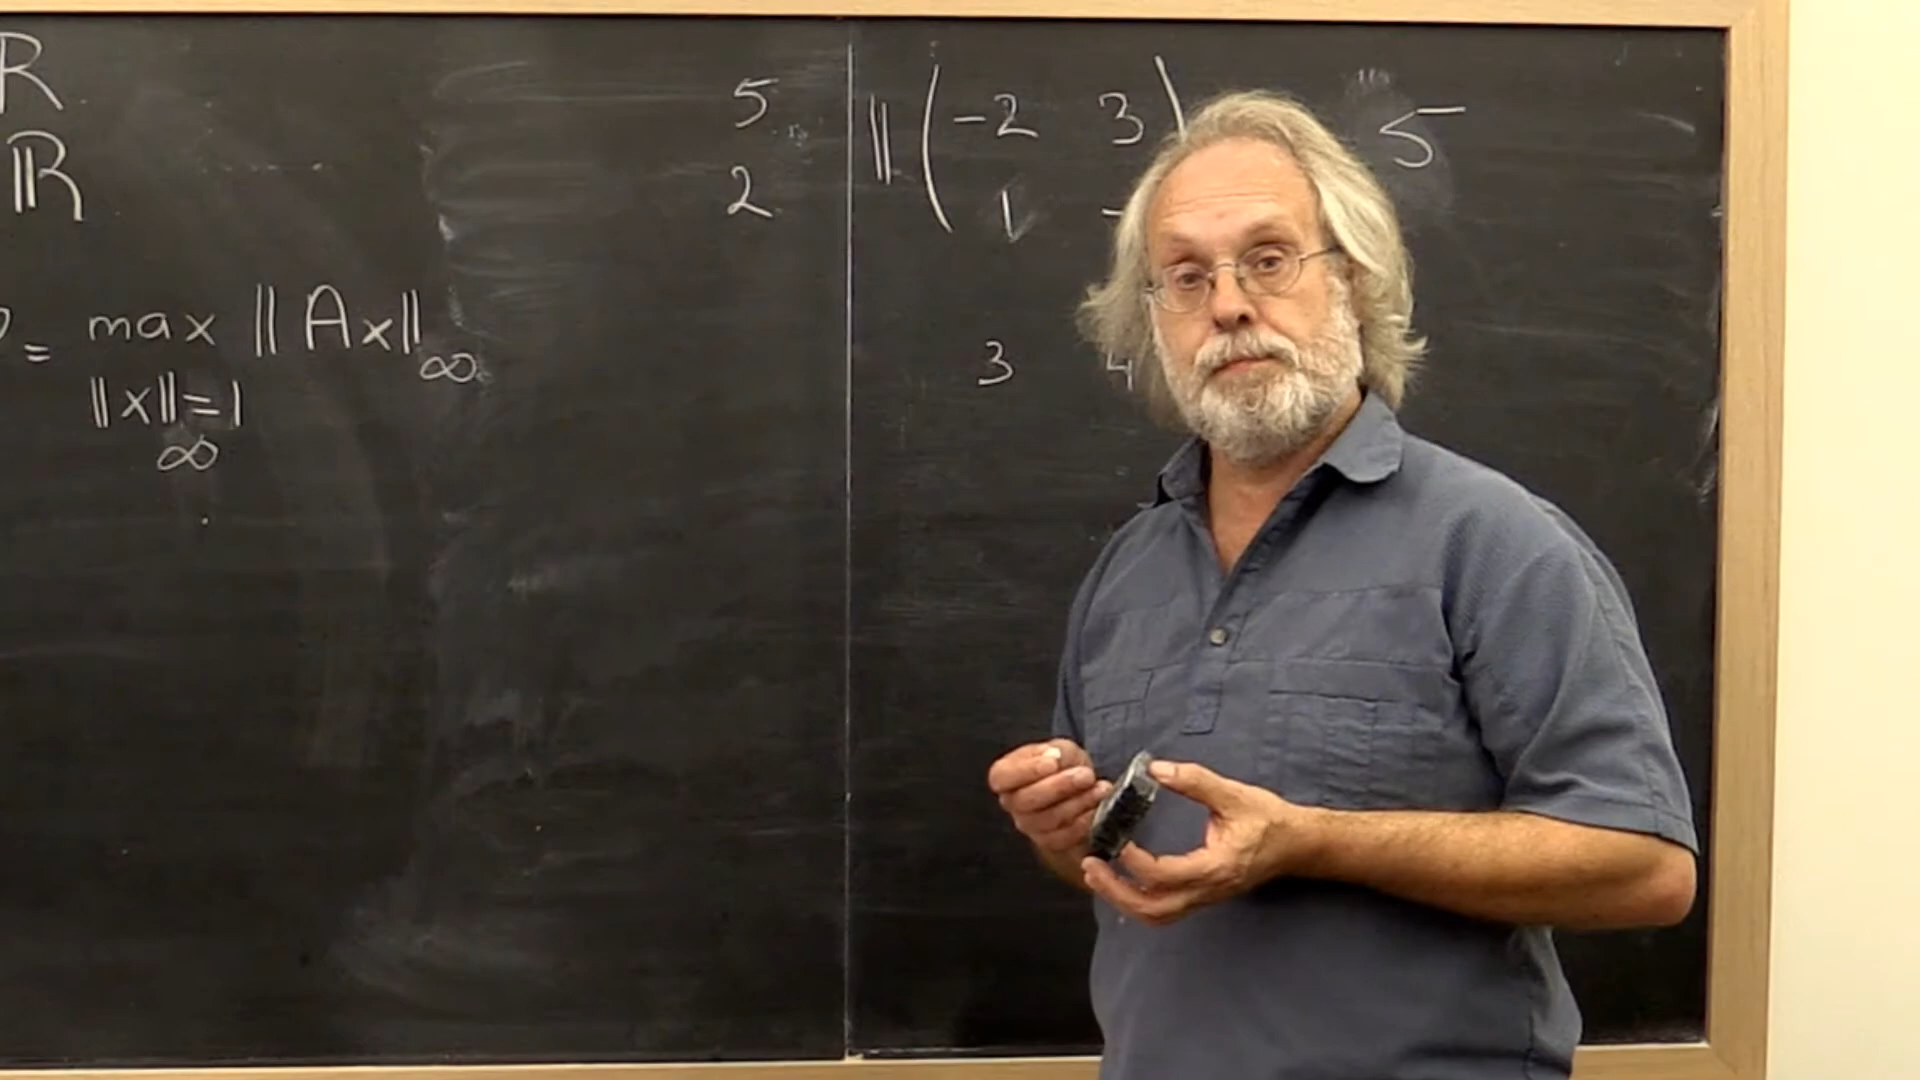 R
ℝ
= max ‖Ax‖∞
‖x‖∞=1
5
2
‖( -2 3 ) 5
1 -
3 4